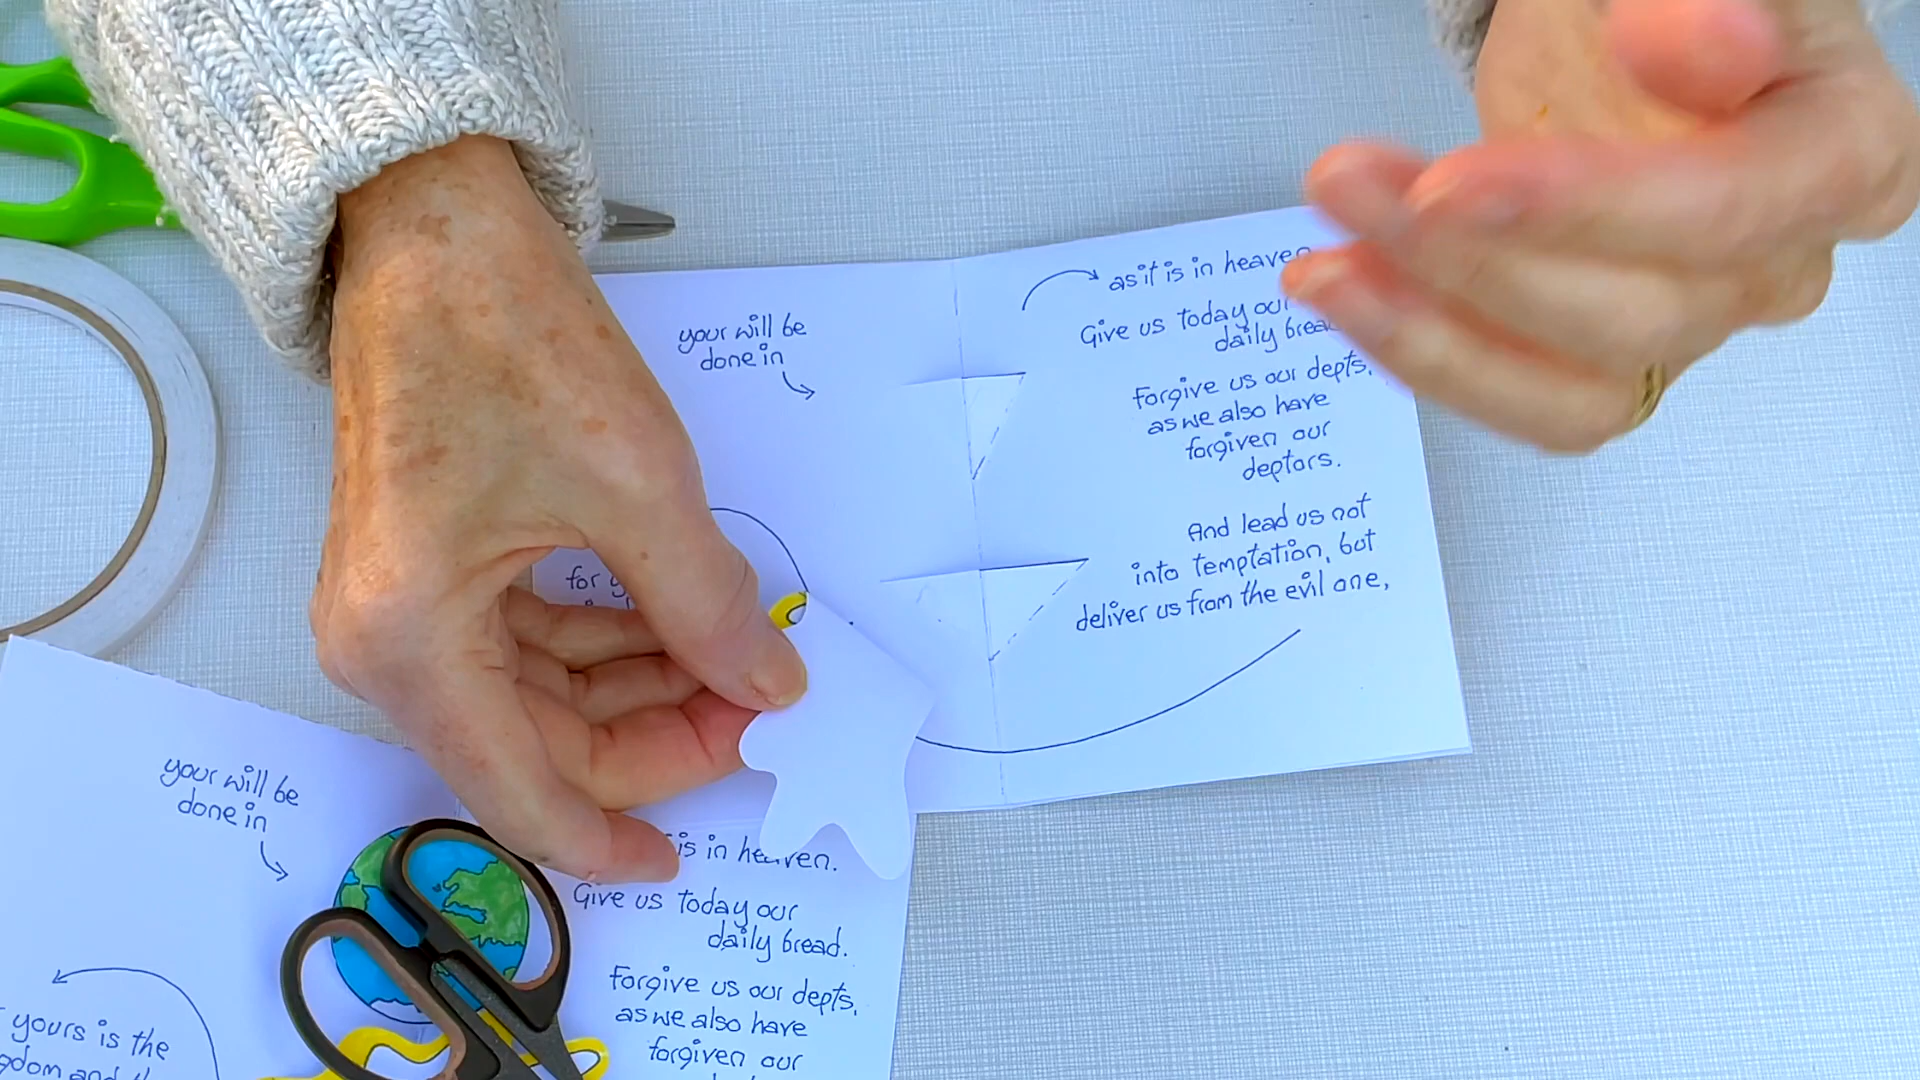 your will be
done in
as it is in heaven
Give us today our
daily bread
Forgive us our depts,
as we also have
forgiven our
deptors.
And lead us not
into temptation, but
deliver us from the evil one,
for
your will be
done in
is in heaven.
Give us today our
daily bread.
Forgive us our depts,
as we also have
forgiven our
yours is the
and